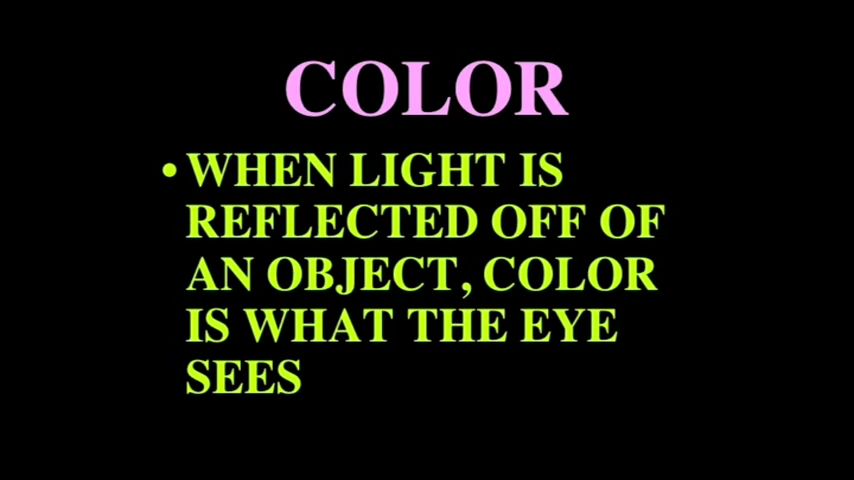 COLOR
• WHEN LIGHT IS
REFLECTED OFF OF
AN OBJECT, COLOR
IS WHAT THE EYE
SEES